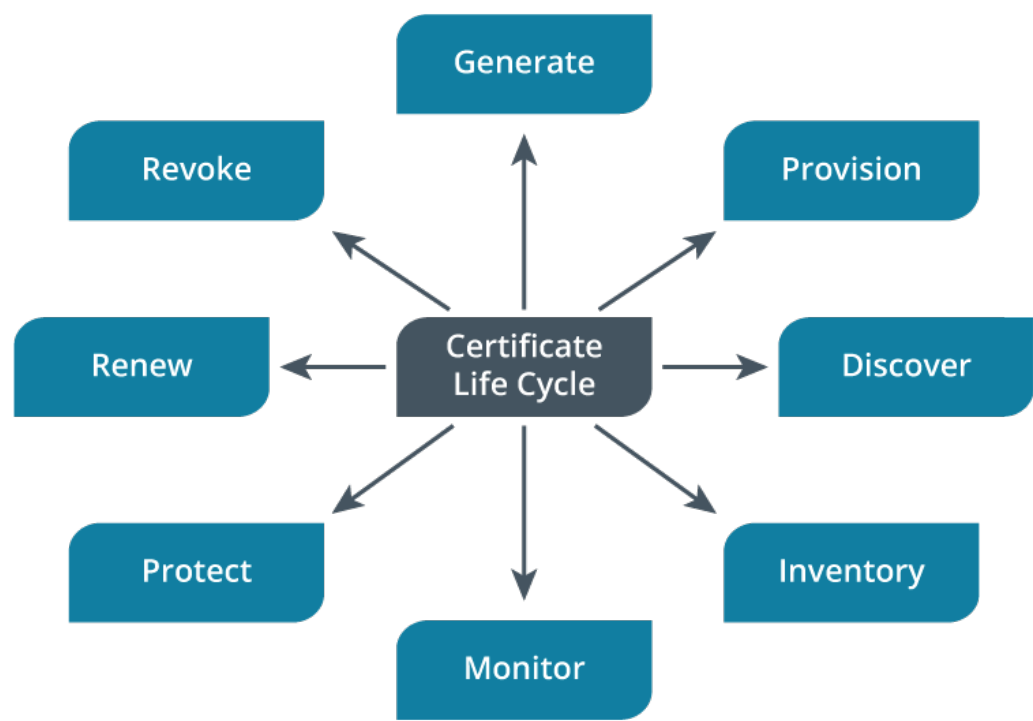 Generate
Revoke
Provision
Certificate
Life Cycle
Renew
Discover
Protect
Inventory
Monitor